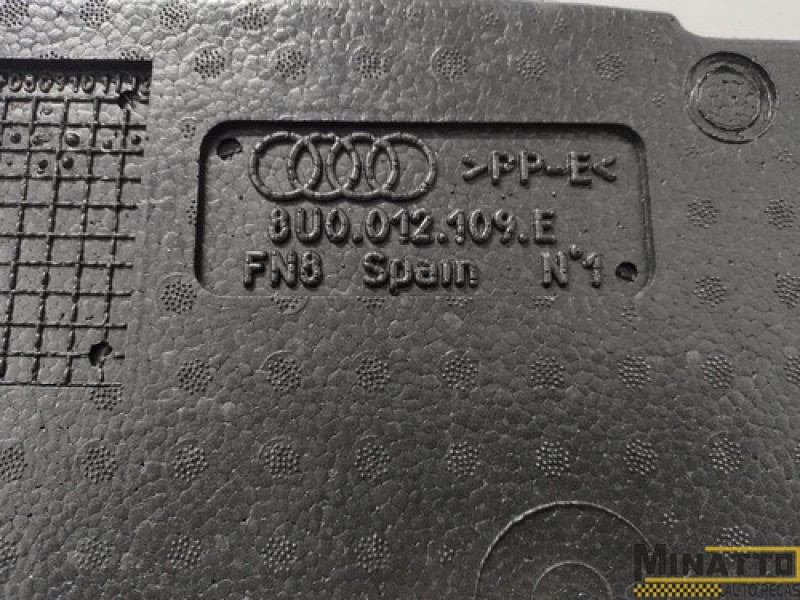 >PP-E<
8U0.012.109.E
FN8 Spain N°1
MINATTO
AUTO PEÇAS